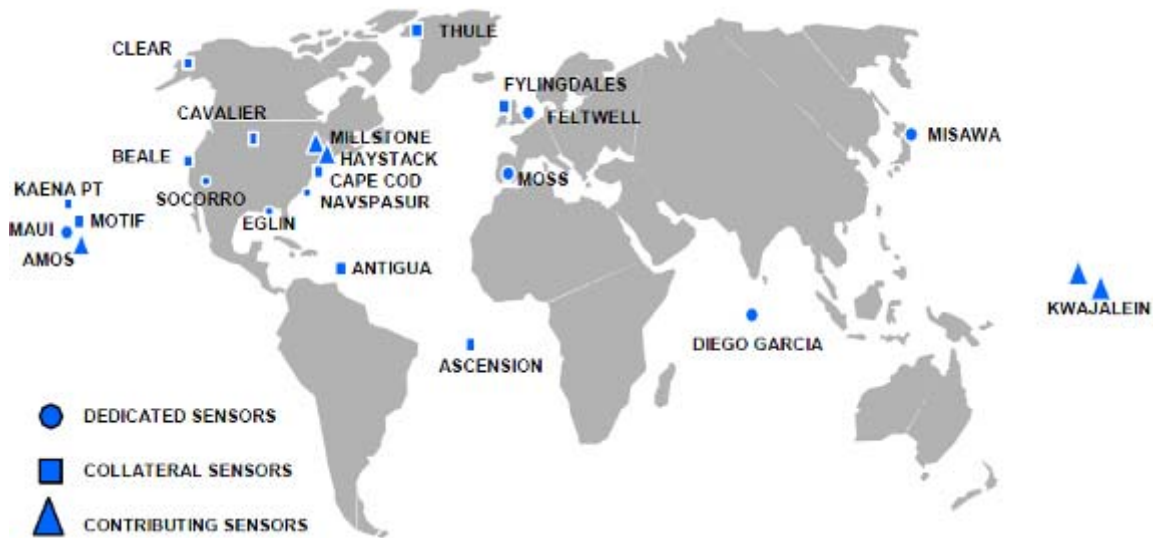 THULE
CLEAR
FYLINGDALES
CAVALIER
FELTWELL
MILLSTONE
MISAWA
BEALE
HAYSTACK
CAPE COD
MOSS
KAENA PT
SOCORRO
NAVSPASUR
MOTIF
EGLIN
MAUI
AMOS
ANTIGUA
KWAJALEIN
DIEGO GARCIA
ASCENSION
DEDICATED SENSORS
COLLATERAL SENSORS
CONTRIBUTING SENSORS